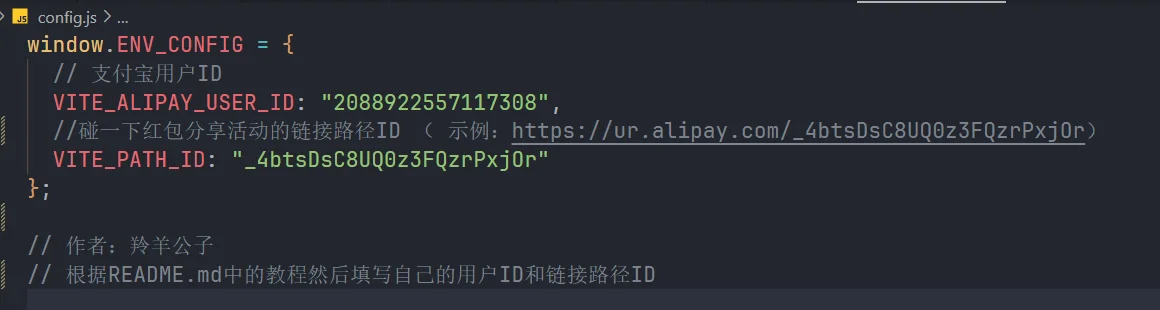 JS config.js > ...
window.ENV_CONFIG = {
// 支付宝用户ID
VITE_ALIPAY_USER_ID: "2088922557117308",
//碰一下红包分享活动的链接路径ID （ 示例：https://ur.alipay.com/_4btsDsC8UQ0z3FQzrPxjOr）
VITE_PATH_ID: "_4btsDsC8UQ0z3FQzrPxjOr"
};
// 作者：羚羊公子
// 根据README.md中的教程然后填写自己的用户ID和链接路径ID